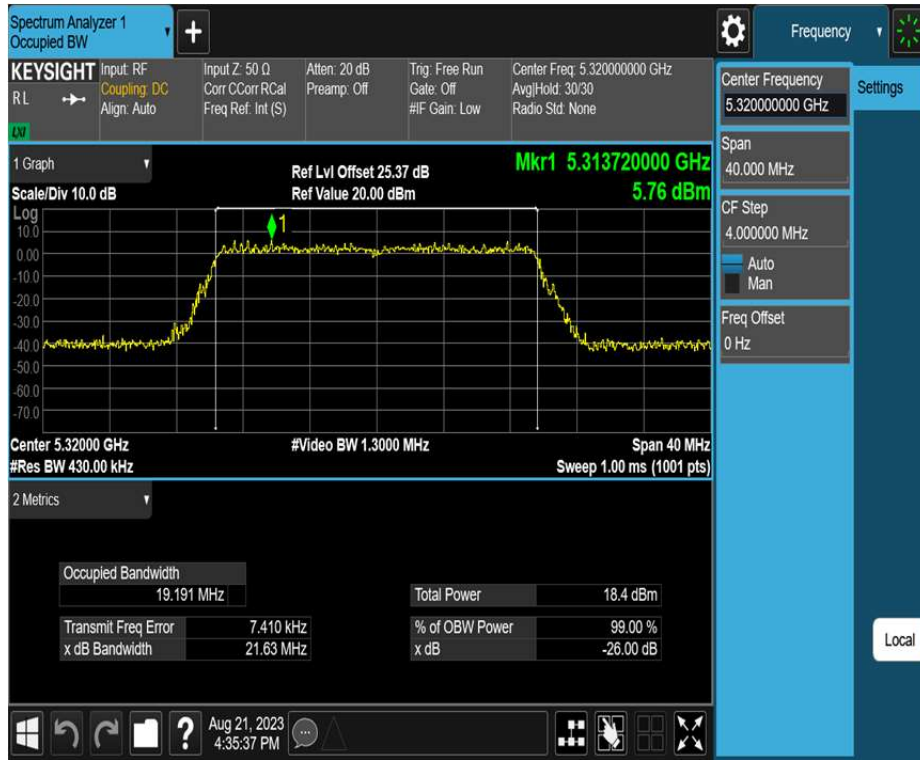 Spectrum Analyzer 1
Occupied BW
+
Frequency
KEYSIGHT
R L
LXI
Input: RF
Coupling: DC
Align: Auto
Input Z: 50 Ω
Corr CCorr RCal
Freq Ref: Int (S)
Atten: 20 dB
Preamp: Off
Trig: Free Run
Gate: Off
#IF Gain: Low
Center Freq: 5.320000000 GHz
Avg|Hold: 30/30
Radio Std: None
Center Frequency
5.320000000 GHz
Settings
Span
40.000 MHz
CF Step
4.000000 MHz
Auto
Man
Freq Offset
0 Hz
1 Graph
Scale/Div 10.0 dB
Ref Lvl Offset 25.37 dB
Ref Value 20.00 dBm
Mkr1 5.313720000 GHz
5.76 dBm
Log
1
10.0
0.00
-10.0
-20.0
-30.0
-40.0
-50.0
-60.0
-70.0
Center 5.32000 GHz
#Video BW 1.3000 MHz
Span 40 MHz
#Res BW 430.00 kHz
Sweep 1.00 ms (1001 pts)
2 Metrics
Occupied Bandwidth
19.191 MHz
Total Power 18.4 dBm
Transmit Freq Error 7.410 kHz
% of OBW Power 99.00 %
x dB Bandwidth 21.63 MHz
x dB -26.00 dB
Local
?
Aug 21, 2023
4:35:37 PM